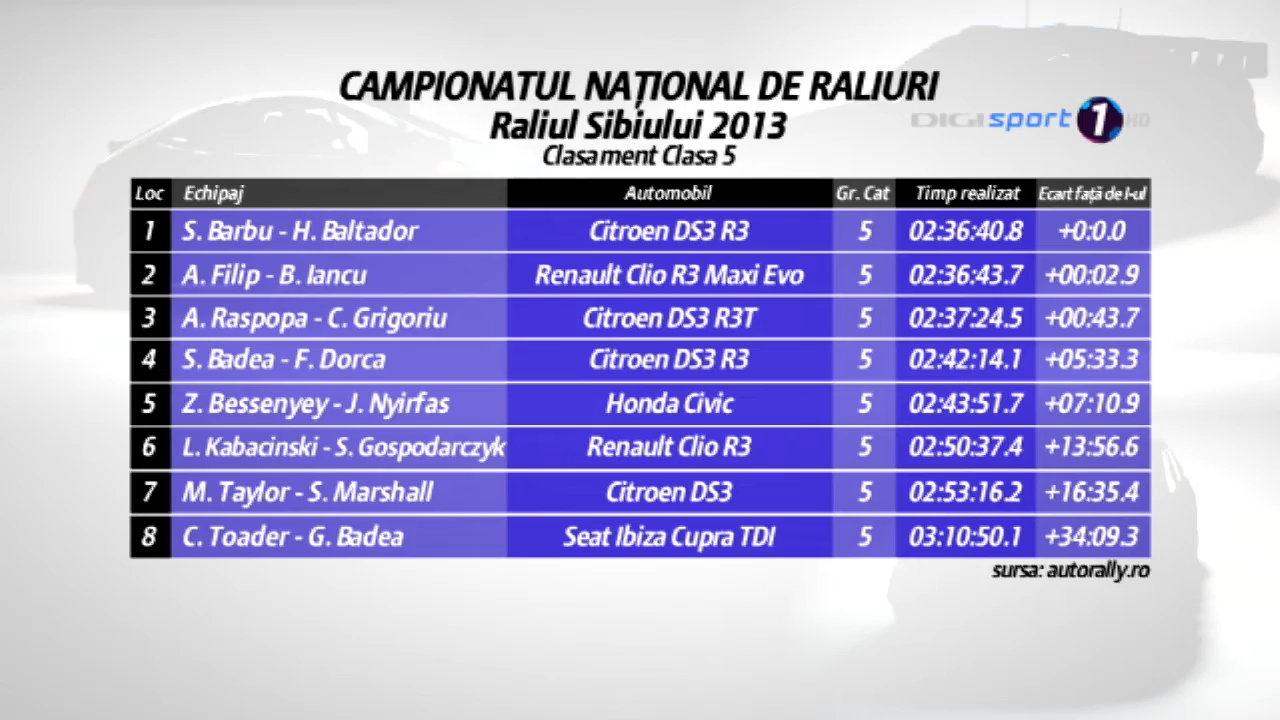 CAMPIONATUL NAȚIONAL DE RALIURI
Raliul Sibiului 2013
DIGI sport 1 HD
Clasament Clasa 5
Loc Echipaj Automobil Gr. Cat Timp realizat Ecart față de l-ul
1 S. Barbu - H. Baltador Citroen DS3 R3 5 02:36:40.8 +0:0.0
2 A. Filip - B. Iancu Renault Clio R3 Maxi Evo 5 02:36:43.7 +00:02.9
3 A. Raspopa - C. Grigoriu Citroen DS3 R3T 5 02:37:24.5 +00:43.7
4 S. Badea - F. Dorca Citroen DS3 R3 5 02:42:14.1 +05:33.3
5 Z. Bessenyey - J. Nyirfas Honda Civic 5 02:43:51.7 +07:10.9
6 L. Kabacinski - S. Gospodarczyk Renault Clio R3 5 02:50:37.4 +13:56.6
7 M. Taylor - S. Marshall Citroen DS3 5 02:53:16.2 +16:35.4
8 C. Toader - G. Badea Seat Ibiza Cupra TDI 5 03:10:50.1 +34:09.3
sursa: autorally.ro